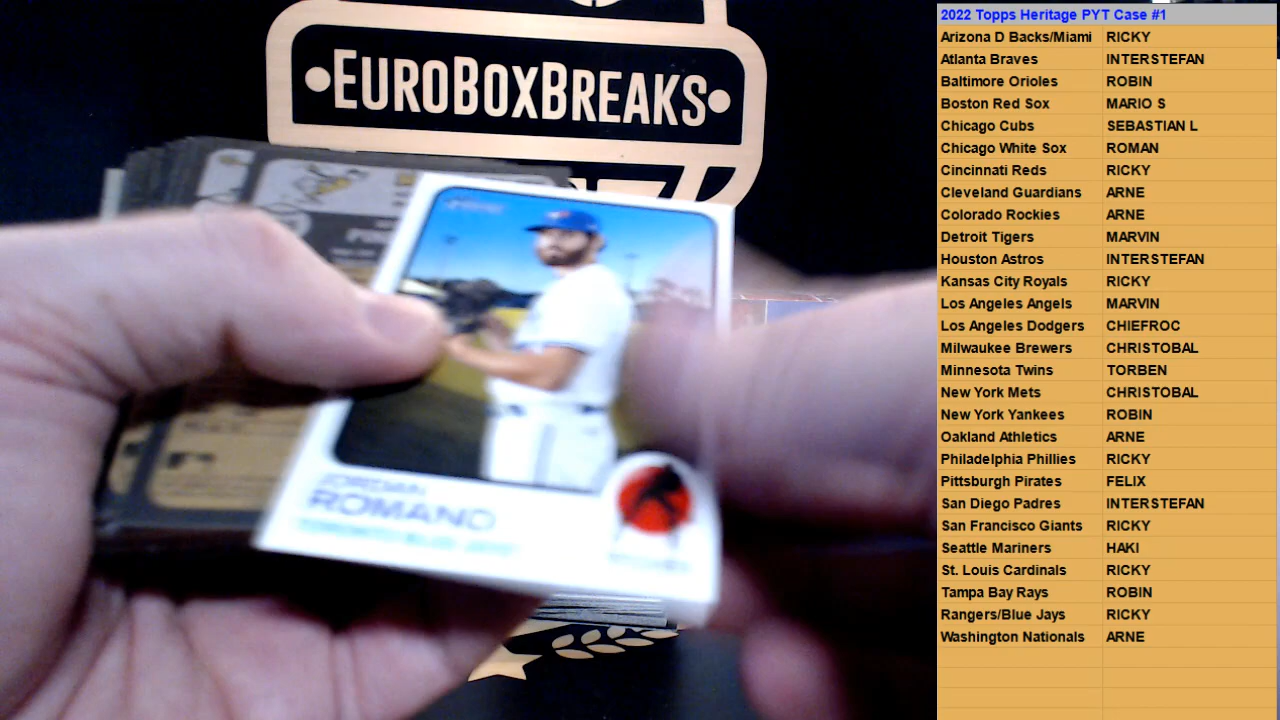 EUROBOXBREAKS
JORDAN
ROMANO
TORONTO BLUE JAYS
2022 Topps Heritage PYT Case #1
Arizona D Backs/Miami RICKY
Atlanta Braves INTERSTEFAN
Baltimore Orioles ROBIN
Boston Red Sox MARIO S
Chicago Cubs SEBASTIAN L
Chicago White Sox ROMAN
Cincinnati Reds RICKY
Cleveland Guardians ARNE
Colorado Rockies ARNE
Detroit Tigers MARVIN
Houston Astros INTERSTEFAN
Kansas City Royals RICKY
Los Angeles Angels MARVIN
Los Angeles Dodgers CHIEFROC
Milwaukee Brewers CHRISTOBAL
Minnesota Twins TORBEN
New York Mets CHRISTOBAL
New York Yankees ROBIN
Oakland Athletics ARNE
Philadelphia Phillies RICKY
Pittsburgh Pirates FELIX
San Diego Padres INTERSTEFAN
San Francisco Giants RICKY
Seattle Mariners HAKI
St. Louis Cardinals RICKY
Tampa Bay Rays ROBIN
Rangers/Blue Jays RICKY
Washington Nationals ARNE